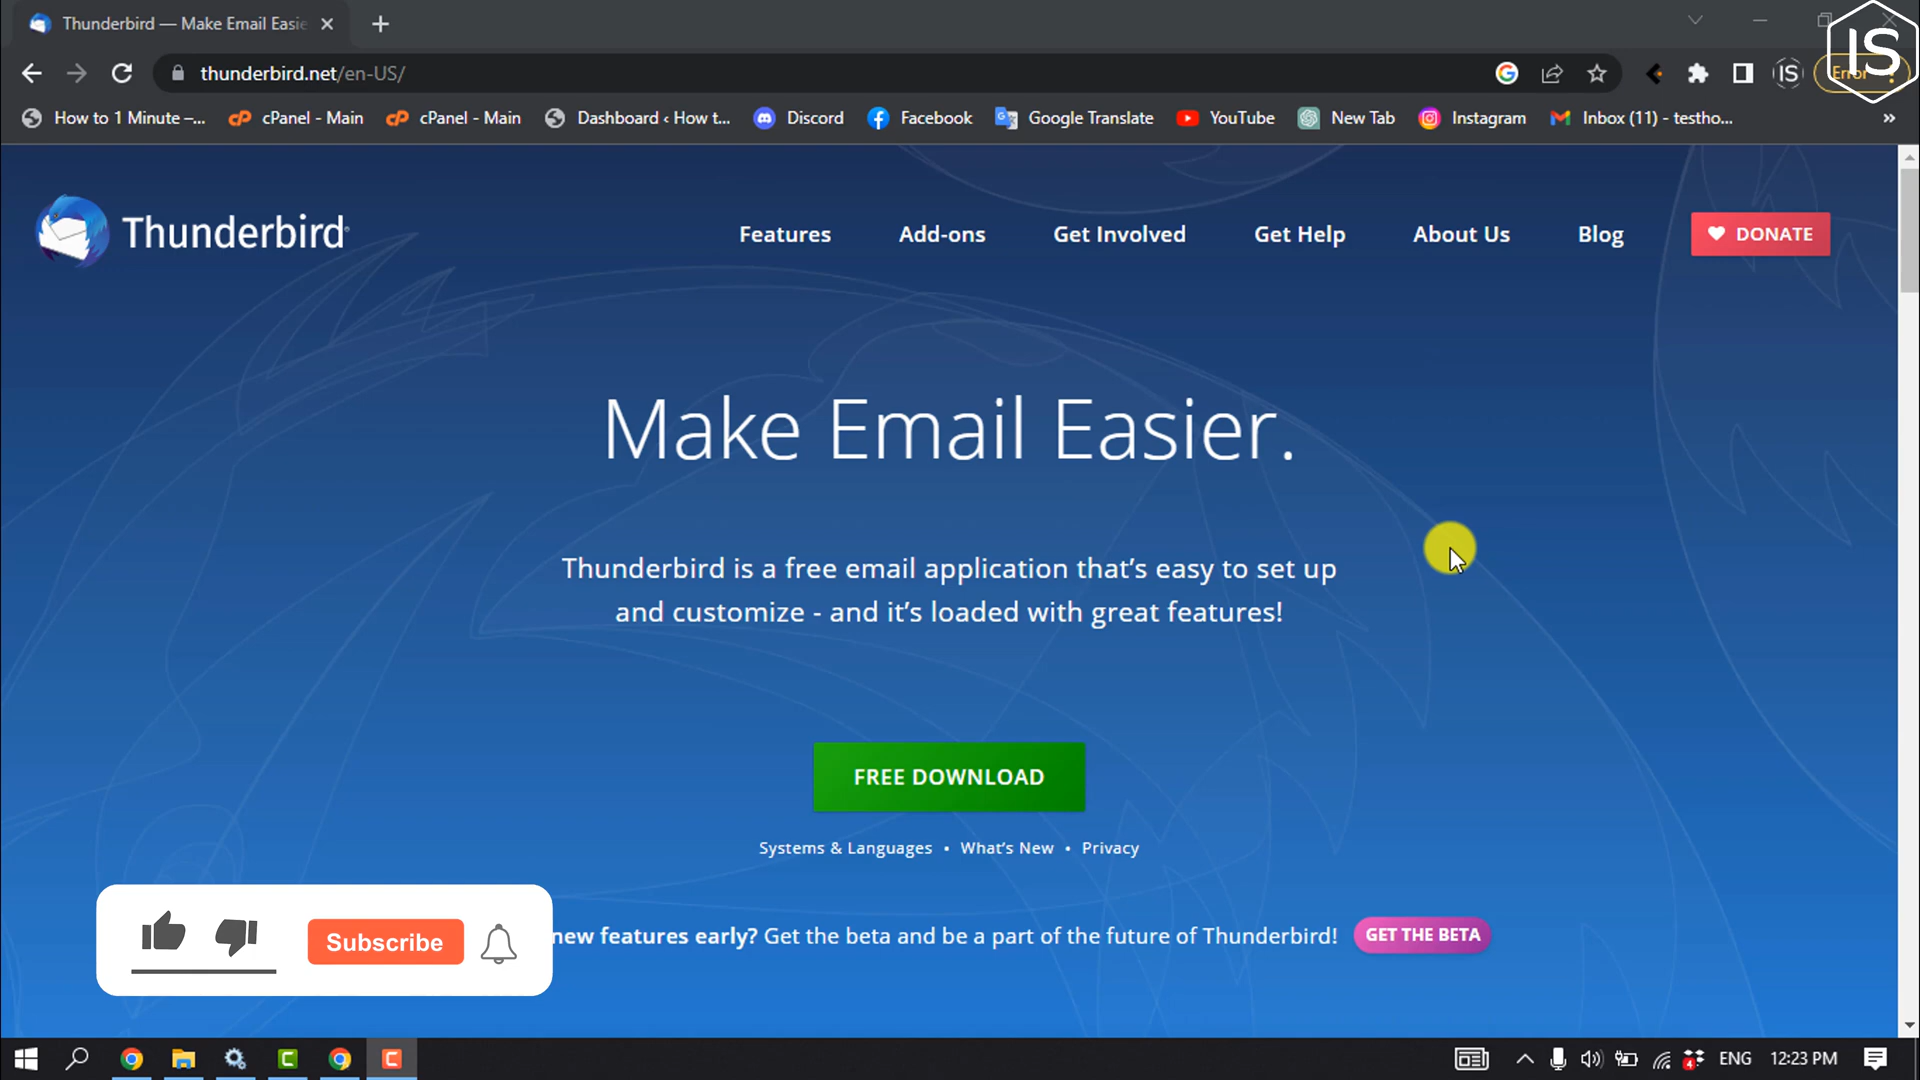 Thunderbird — Make Email Easie
IS
thunderbird.net/en-US/
IS
Error
How to 1 Minute –...
cPanel - Main
cPanel - Main
Dashboard ‹ How t...
Discord
Facebook
Google Translate
YouTube
New Tab
Instagram
Inbox (11) - testho...
Thunderbird
Features
Add-ons
Get Involved
Get Help
About Us
Blog
DONATE
Make Email Easier.
Thunderbird is a free email application that's easy to set up
and customize - and it's loaded with great features!
FREE DOWNLOAD
Systems & Languages • What's New • Privacy
new features early? Get the beta and be a part of the future of Thunderbird!
GET THE BETA
Subscribe
4
ENG
12:23 PM